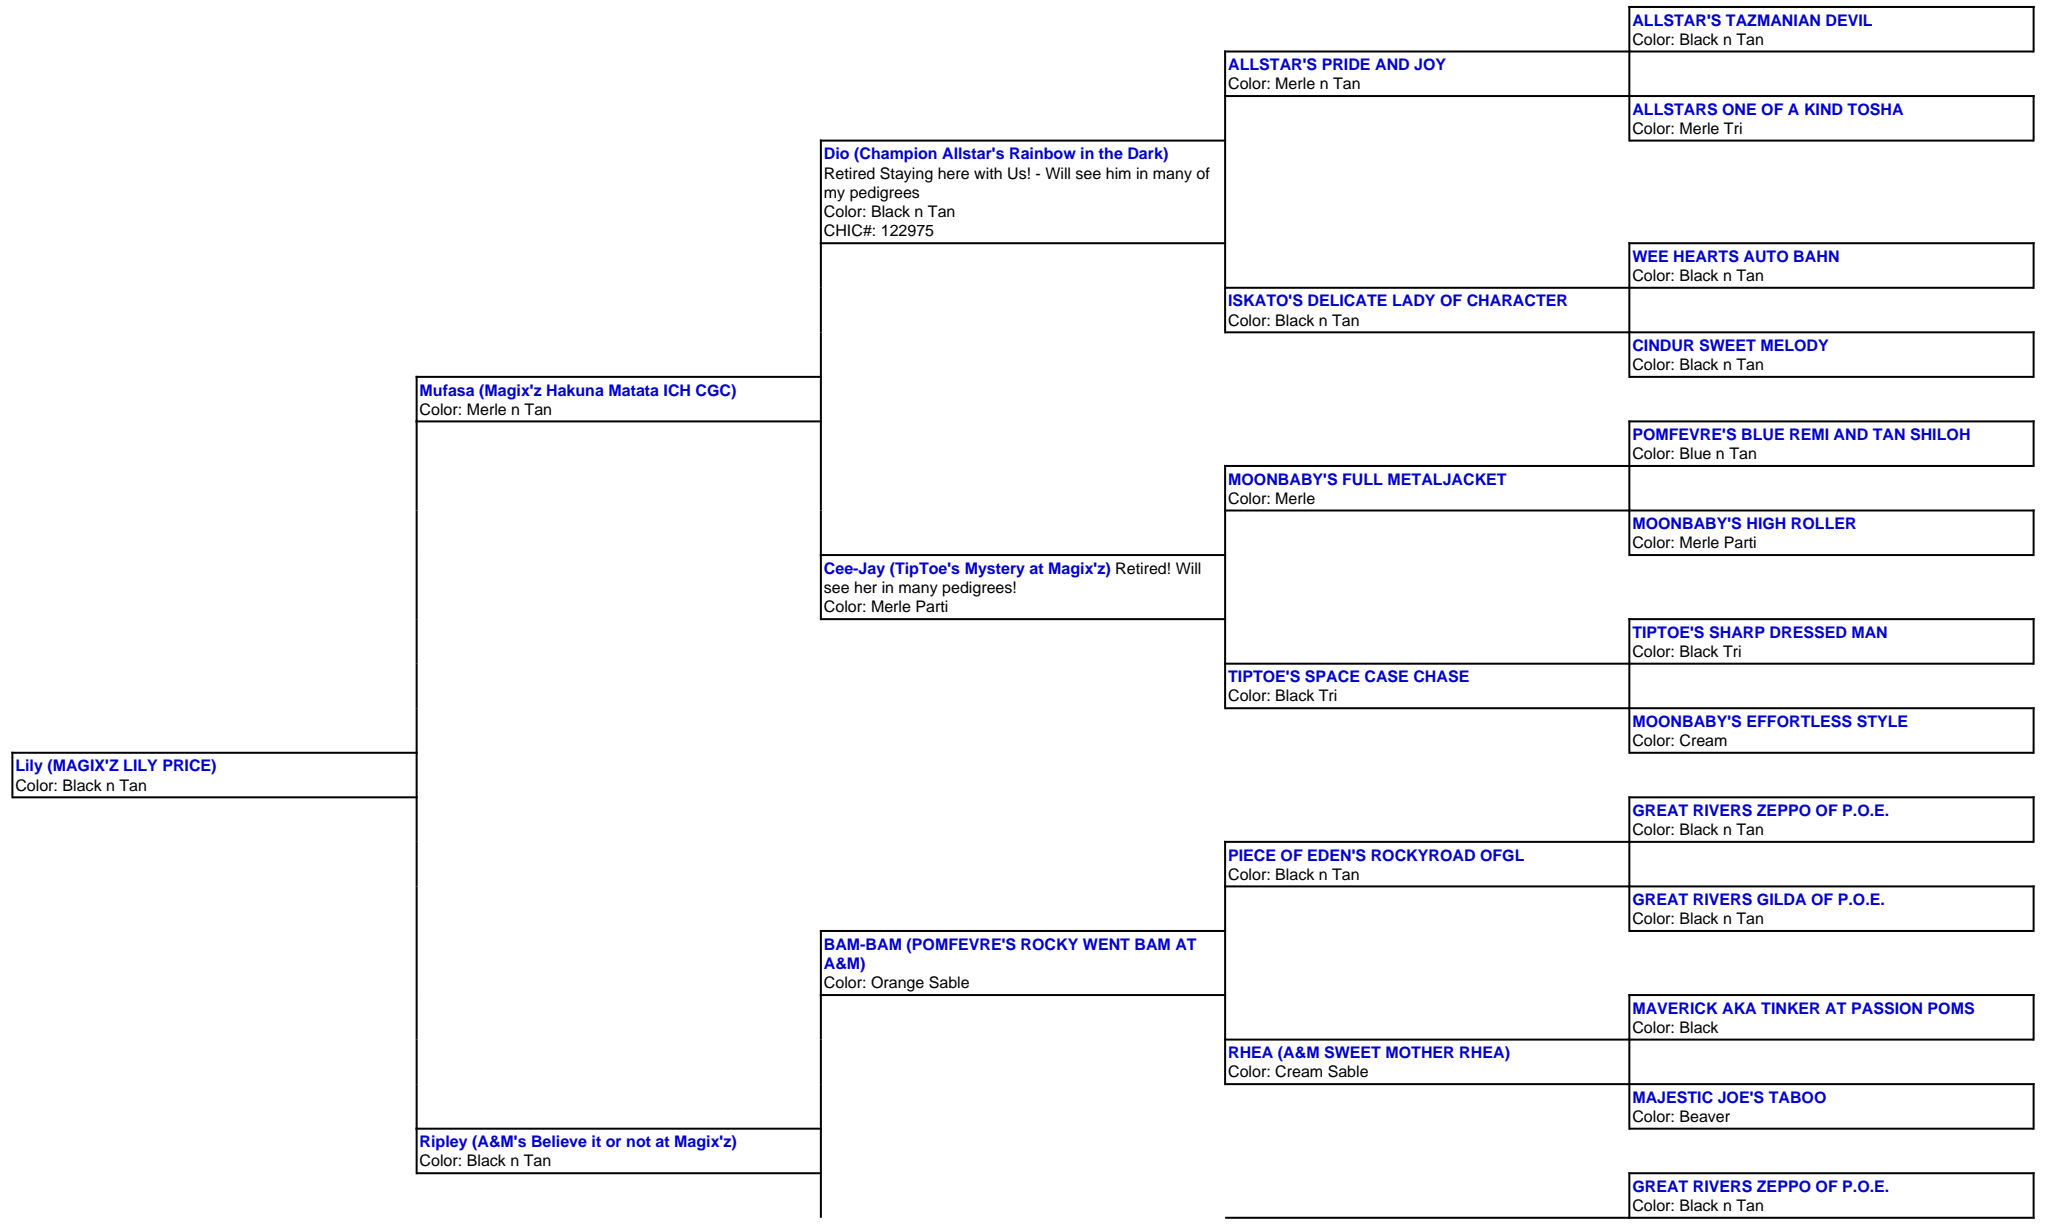 ALLSTAR'S TAZMANIAN DEVIL
Color: Black n Tan
ALLSTAR'S PRIDE AND JOY
Color: Merle n Tan
ALLSTARS ONE OF A KIND TOSHA
Color: Merle Tri
Dio (Champion Allstar's Rainbow in the Dark)
Retired Staying here with Us! - Will see him in many of
my pedigrees
Color: Black n Tan
CHIC#: 122975
WEE HEARTS AUTO BAHN
Color: Black n Tan
ISKATO'S DELICATE LADY OF CHARACTER
Color: Black n Tan
CINDUR SWEET MELODY
Color: Black n Tan
Mufasa (Magix'z Hakuna Matata ICH CGC)
Color: Merle n Tan
POMFEVRE'S BLUE REMI AND TAN SHILOH
Color: Blue n Tan
MOONBABY'S FULL METALJACKET
Color: Merle
MOONBABY'S HIGH ROLLER
Color: Merle Parti
Cee-Jay (TipToe's Mystery at Magix'z) Retired! Will
see her in many pedigrees!
Color: Merle Parti
TIPTOE'S SHARP DRESSED MAN
Color: Black Tri
TIPTOE'S SPACE CASE CHASE
Color: Black Tri
MOONBABY'S EFFORTLESS STYLE
Color: Cream
Lily (MAGIX'Z LILY PRICE)
Color: Black n Tan
GREAT RIVERS ZEPPO OF P.O.E.
Color: Black n Tan
PIECE OF EDEN'S ROCKYROAD OFGL
Color: Black n Tan
GREAT RIVERS GILDA OF P.O.E.
Color: Black n Tan
BAM-BAM (POMFEVRE'S ROCKY WENT BAM AT
A&M)
Color: Orange Sable
MAVERICK AKA TINKER AT PASSION POMS
Color: Black
RHEA (A&M SWEET MOTHER RHEA)
Color: Cream Sable
MAJESTIC JOE'S TABOO
Color: Beaver
Ripley (A&M's Believe it or not at Magix'z)
Color: Black n Tan
GREAT RIVERS ZEPPO OF P.O.E.
Color: Black n Tan